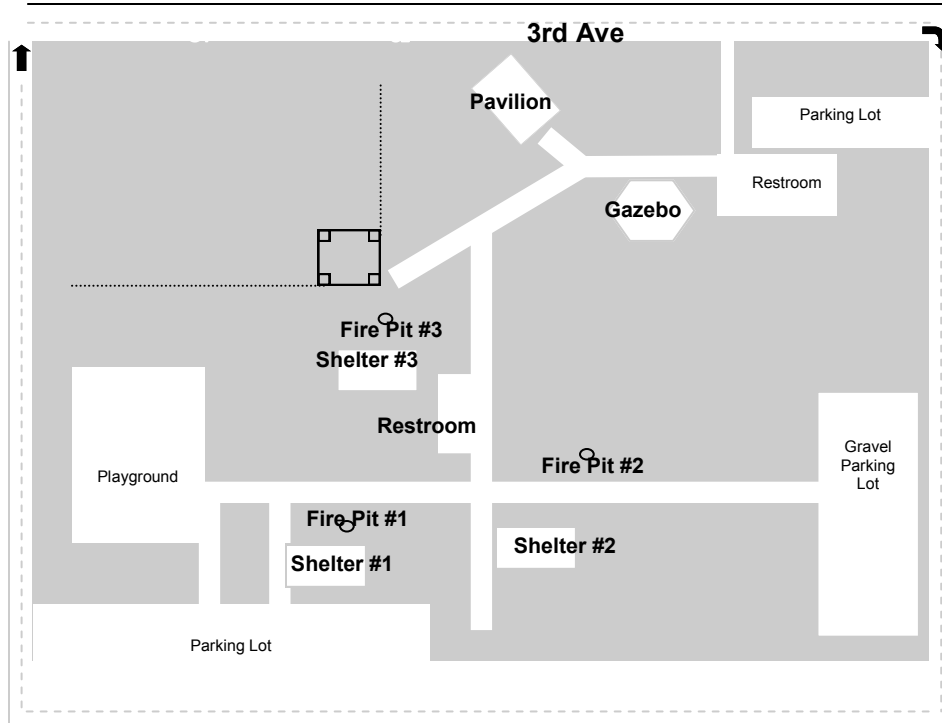 3rd Ave
Pavilion
Parking Lot
Restroom
Gazebo
Fire Pit #3
Shelter #3
Restroom
Gravel
Parking
Lot
Fire Pit #2
Playground
Fire Pit #1
Shelter #2
Shelter #1
Parking Lot